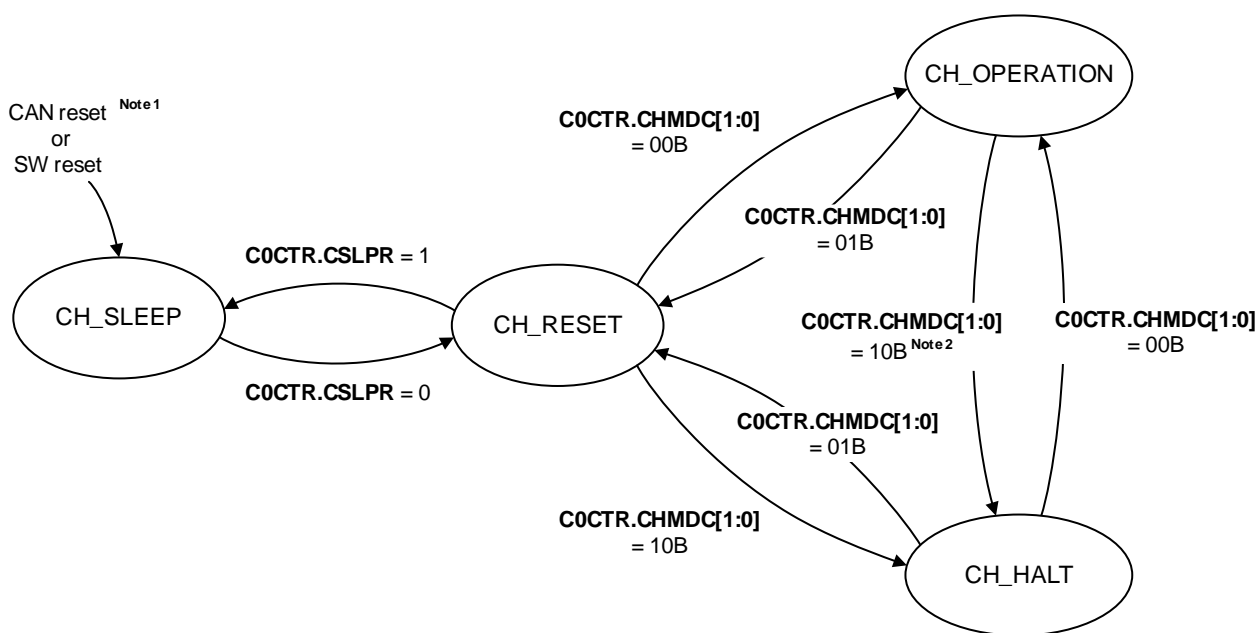 CH_OPERATION
CAN reset Note 1
or
SW reset
C0CTR.CHMDC[1:0]
= 00B
C0CTR.CHMDC[1:0]
= 01B
C0CTR.CSLPR = 1
CH_SLEEP
CH_RESET
C0CTR.CHMDC[1:0]
= 10B Note 2
C0CTR.CHMDC[1:0]
= 00B
C0CTR.CSLPR = 0
C0CTR.CHMDC[1:0]
= 01B
C0CTR.CHMDC[1:0]
= 10B
CH_HALT